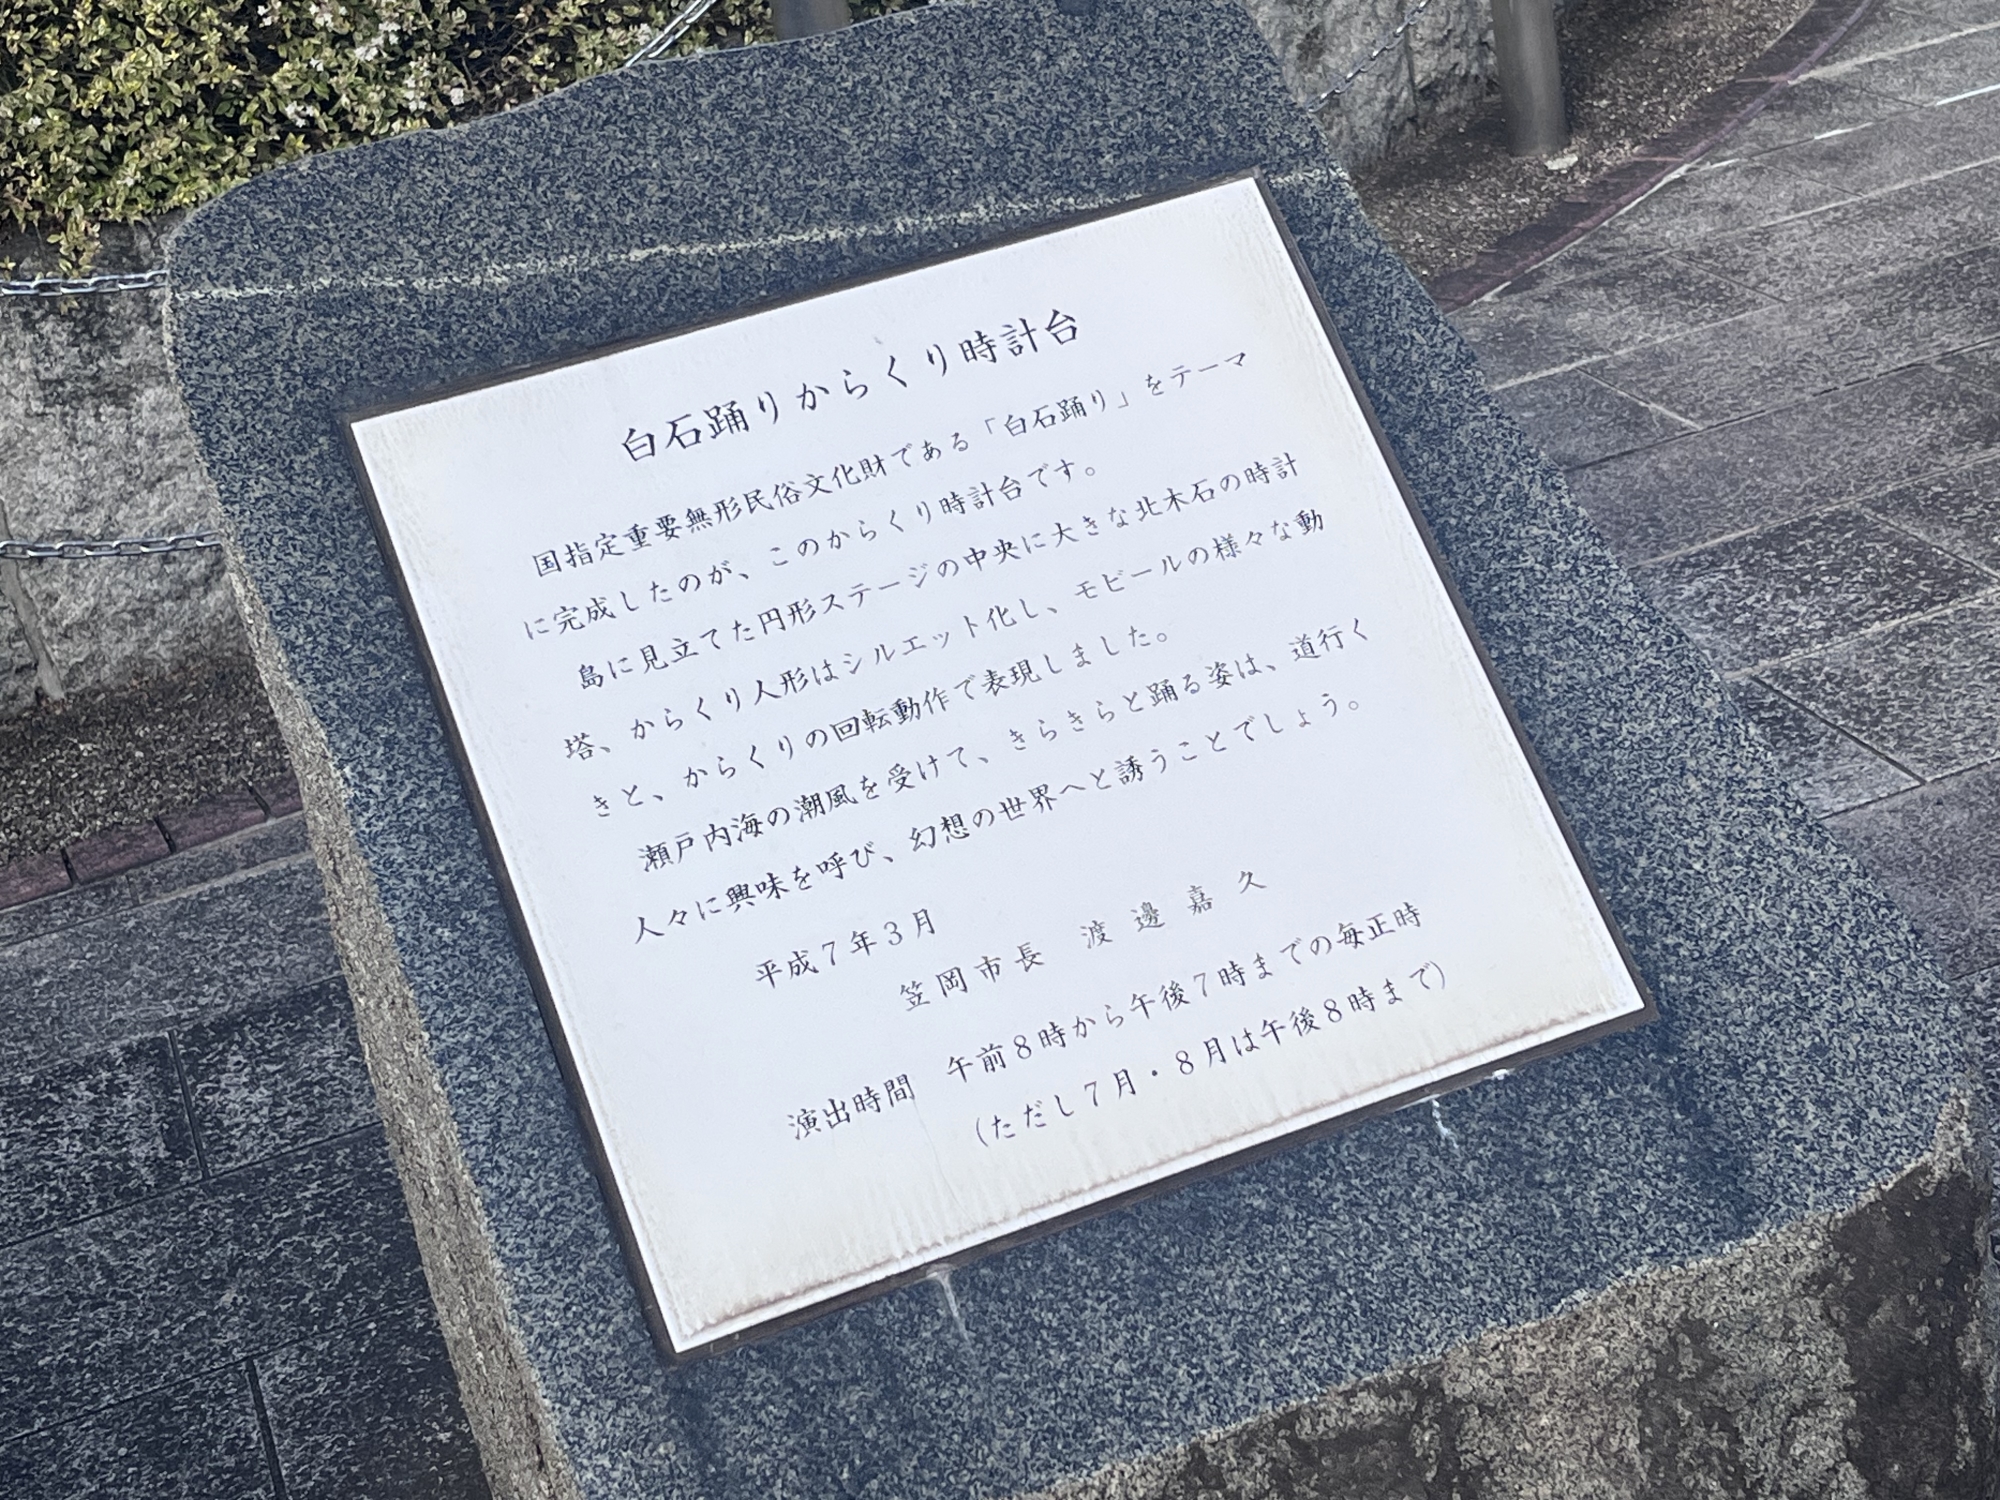 白石踊りからくり時計台
国指定重要無形民俗文化財である「白石踊り」をテーマ
に完成したのが、このからくり時計台です。
島に見立てた円形ステージの中央に大きな北木石の時計
塔、からくり人形はシルエット化し、モビールの様々な動
きと、からくりの回転動作で表現しました。
瀬戸内海の潮風を受けて、きらきらと踊る姿は、道行く
人々に興味を呼び、幻想の世界へと誘うことでしょう。
平成7年3月
笠岡市長　渡邊嘉久
演出時間　午前8時から午後7時までの毎正時
(ただし7月・8月は午後8時まで)